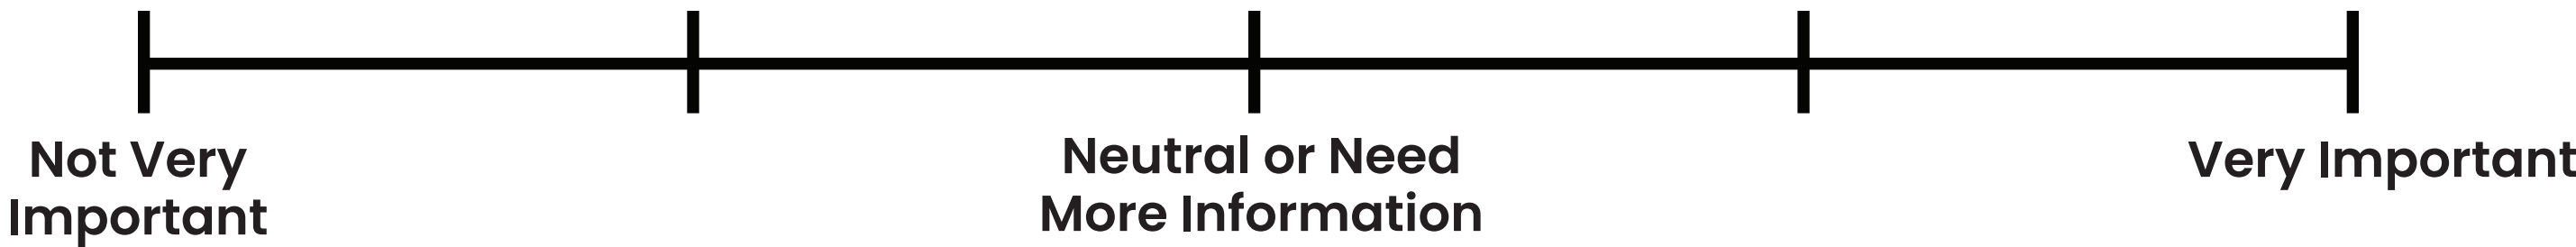 Not Very
Important
Neutral or Need
More Information
Very Important